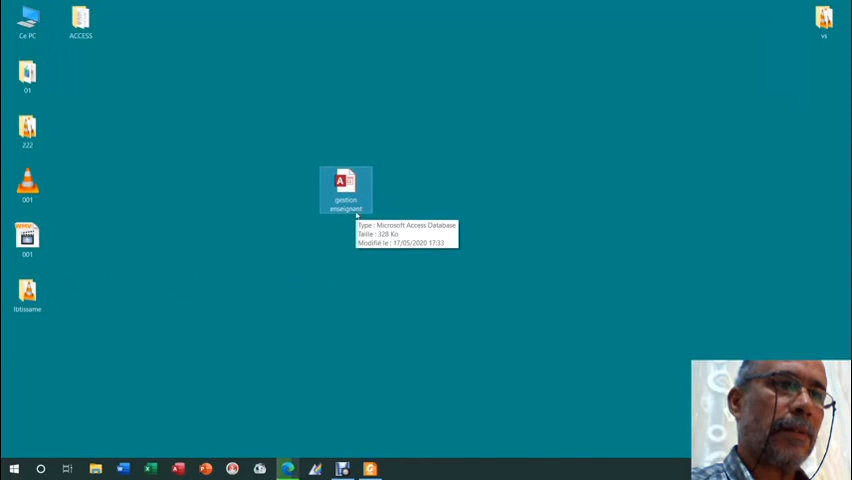 Ce PC
ACCESS
vs
01
222
001
WMV
001
Ibtissame
gestion
enseignant
Type : Microsoft Access Database
Taille : 328 Ko
Modifié le : 17/05/2020 17:33